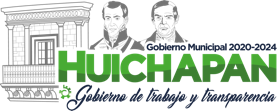 Gobierno Municipal 2020-2024
HUICHAPAN
Gobierno de trabajo y transparencia